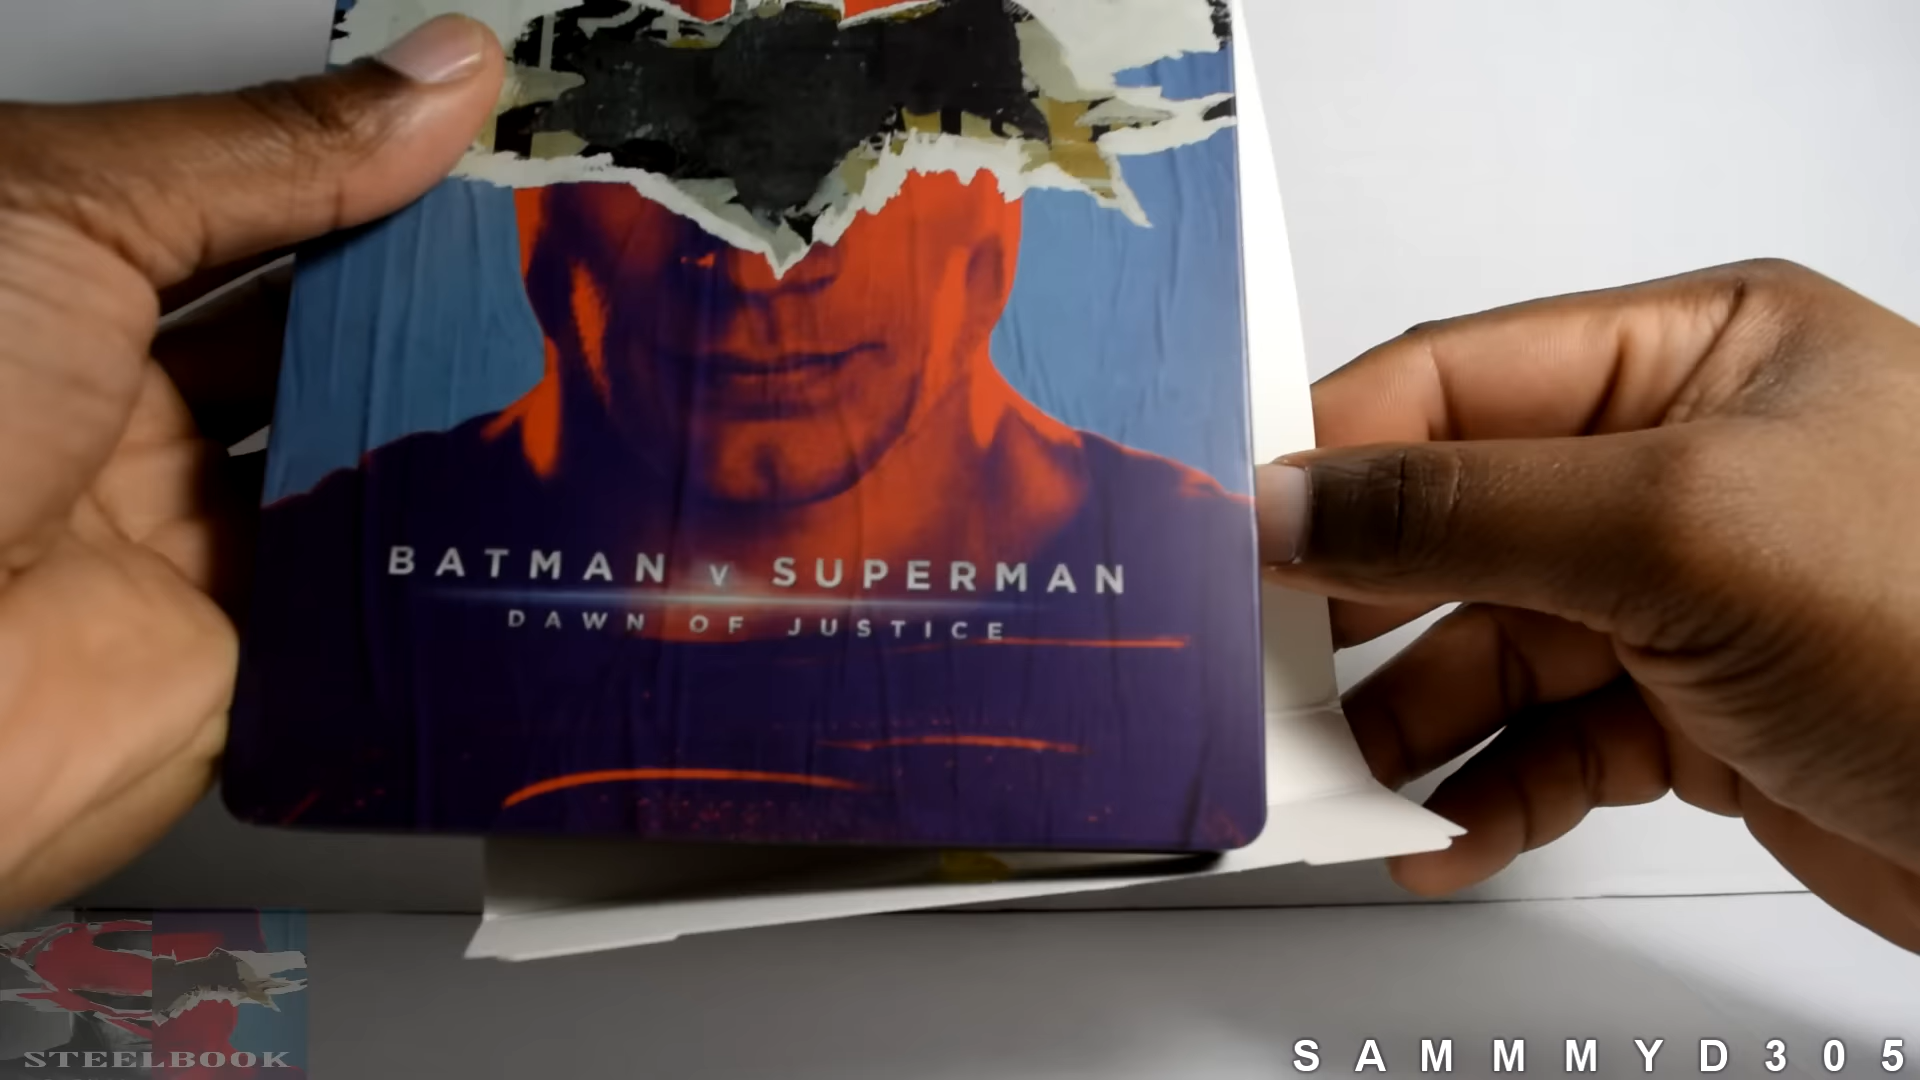 BATMAN v SUPERMAN
DAWN OF JUSTICE
STEELBOOK
SAMMMYD305